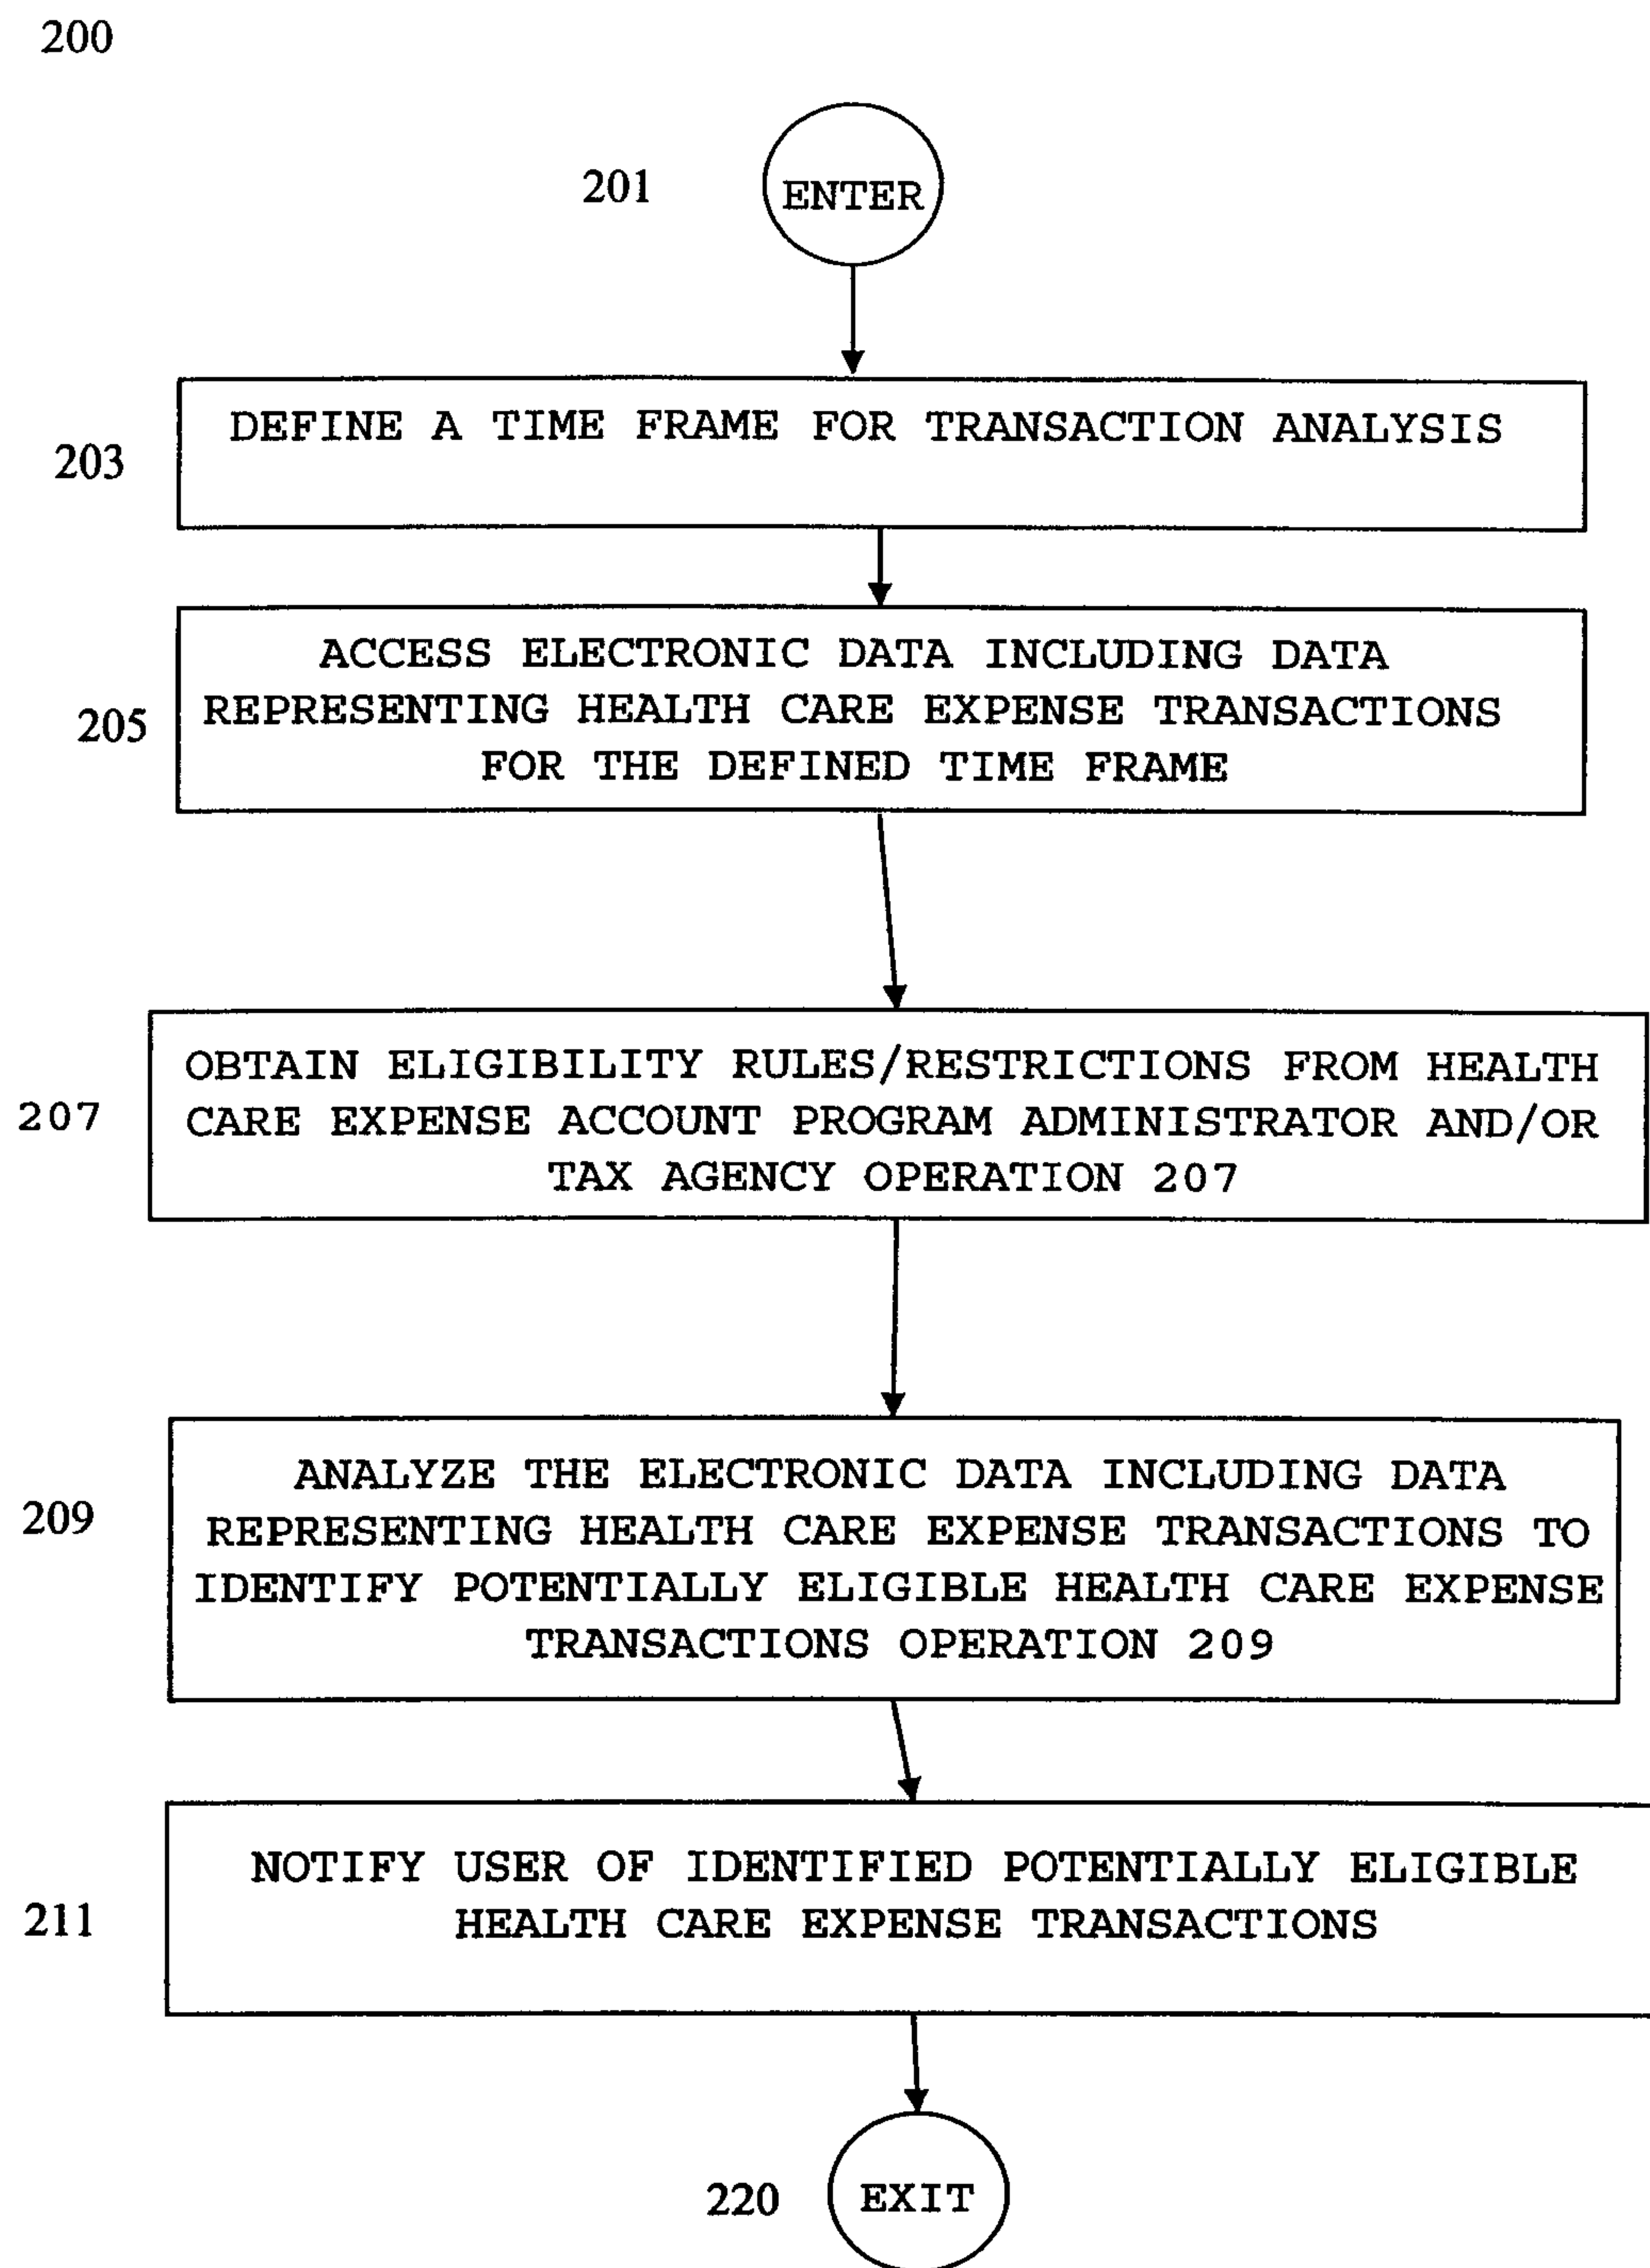 200
201
ENTER
DEFINE A TIME FRAME FOR TRANSACTION ANALYSIS
203
ACCESS ELECTRONIC DATA INCLUDING DATA
REPRESENTING HEALTH CARE EXPENSE TRANSACTIONS
205
FOR THE DEFINED TIME FRAME
OBTAIN ELIGIBILITY RULES/RESTRICTIONS FROM HEALTH
207
CARE EXPENSE ACCOUNT PROGRAM ADMINISTRATOR AND/OR
TAX AGENCY OPERATION 207
ANALYZE THE ELECTRONIC DATA INCLUDING DATA
209
REPRESENTING HEALTH CARE EXPENSE TRANSACTIONS TO
IDENTIFY POTENTIALLY ELIGIBLE HEALTH CARE EXPENSE
TRANSACTIONS OPERATION 209
NOTIFY USER OF IDENTIFIED POTENTIALLY ELIGIBLE
211
HEALTH CARE EXPENSE TRANSACTIONS
220
EXIT